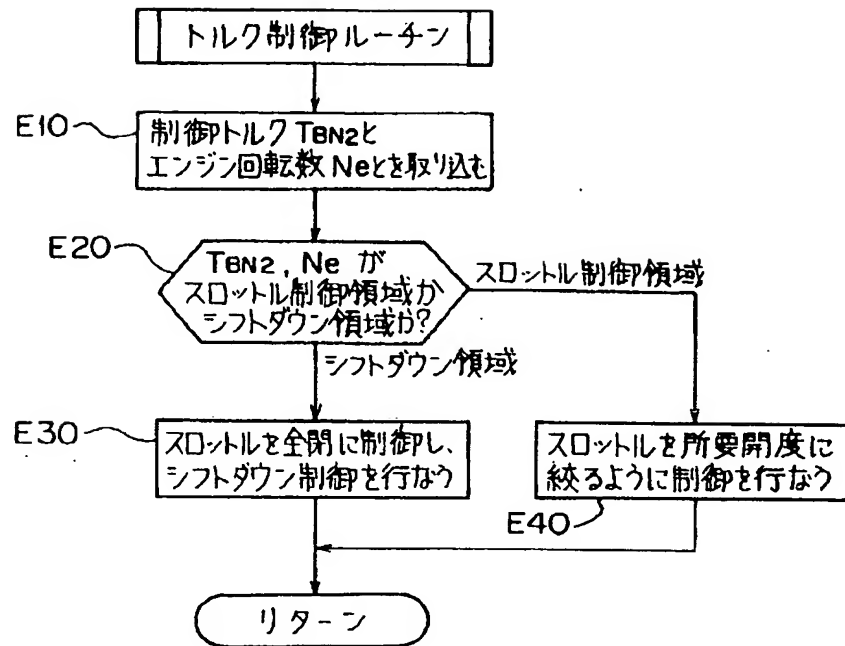 トルク制御ルーチン
E10
制御トルク TBN2と
エンジン回転数 Neとを取り込む
E20
TBN2, Ne が
スロットル制御領域か
シフトダウン領域か?
スロットル制御領域
シフトダウン領域
E30
スロットルを全閉に制御し、
シフトダウン制御を行なう
スロットルを所要開度に
絞るように制御を行なう
E40
リターン